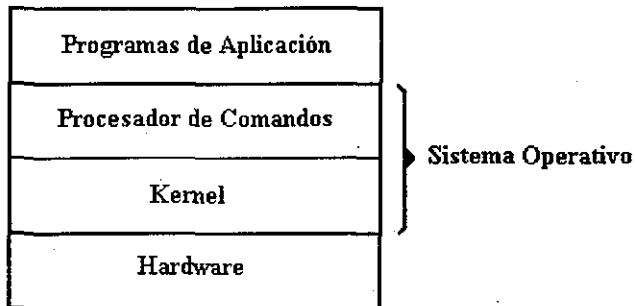 Programas de Aplicación
Procesador de Comandos
Sistema Operativo
Kernel
Hardware